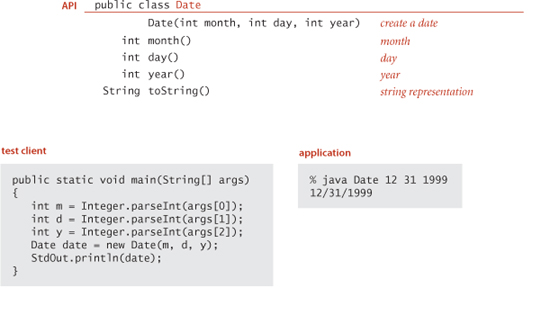 API public class Date
Date(int month, int day, int year) create a date
int month() month
int day() day
int year() year
String toString() string representation
test client
public static void main(String[] args)
{
int m = Integer.parseInt(args[0]);
int d = Integer.parseInt(args[1]);
int y = Integer.parseInt(args[2]);
Date date = new Date(m, d, y);
StdOut.println(date);
}
application
% java Date 12 31 1999
12/31/1999